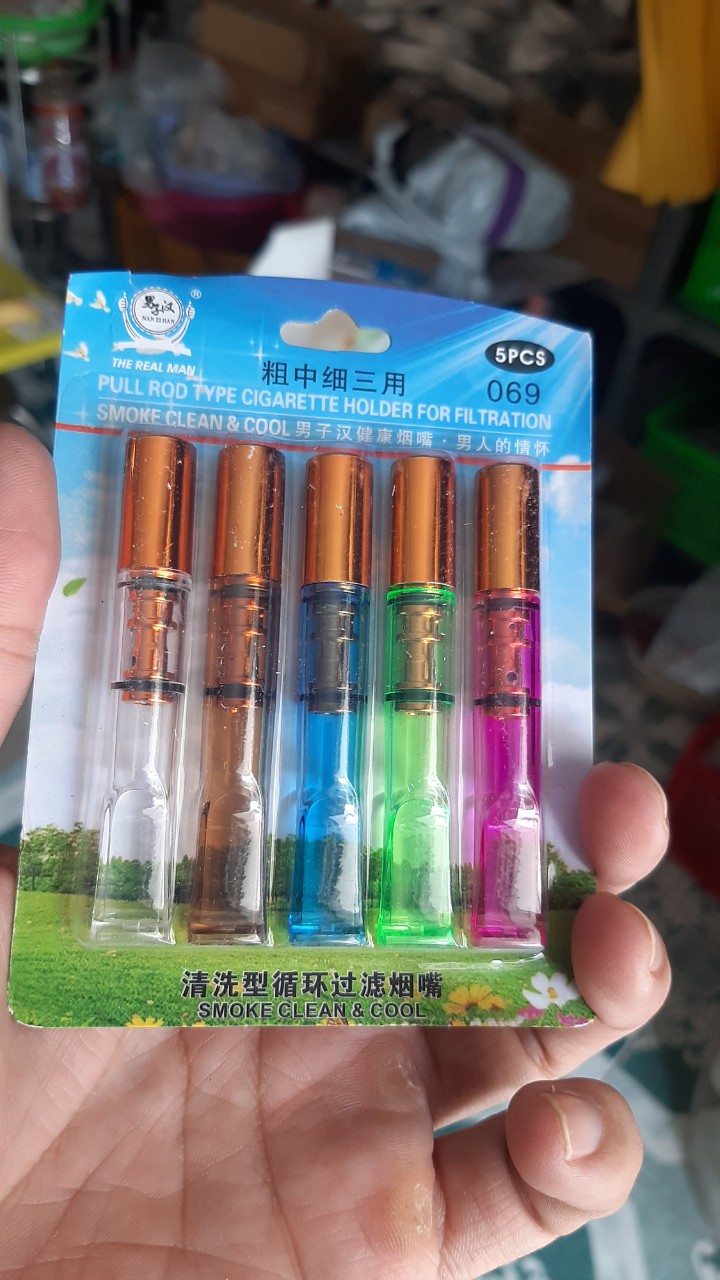 男子汉
NAN ZI HAN
®
THE REAL MAN
粗中细三用
5PCS
069
PULL ROD TYPE CIGARETTE HOLDER FOR FILTRATION
SMOKE CLEAN & COOL 男子汉健康烟嘴·男人的情怀
清洗型循环过滤烟嘴
SMOKE CLEAN & COOL